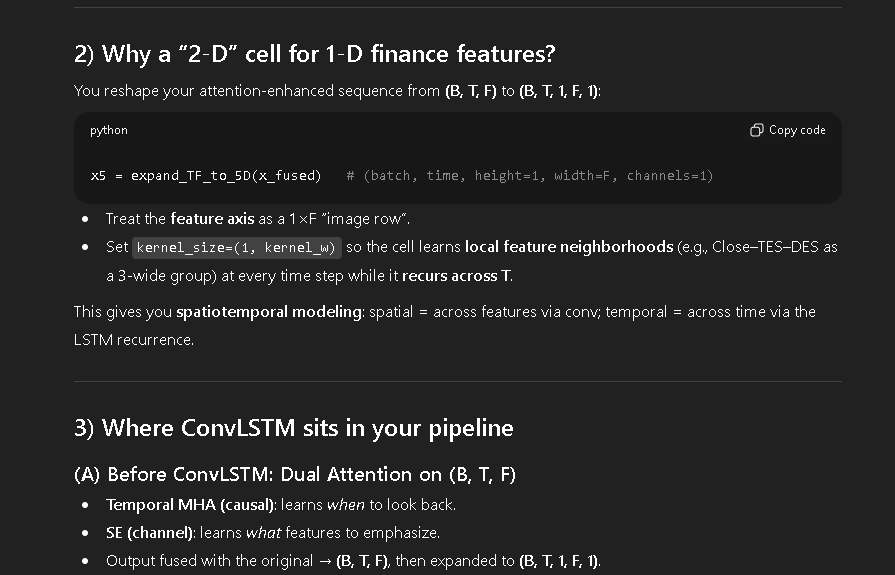 2) Why a “2-D” cell for 1-D finance features?
You reshape your attention-enhanced sequence from (B, T, F) to (B, T, 1, F, 1):
python
Copy code
x5 = expand_TF_to_5D(x_fused)   # (batch, time, height=1, width=F, channels=1)
• Treat the feature axis as a 1×F “image row”.
• Set kernel_size=(1, kernel_w) so the cell learns local feature neighborhoods (e.g., Close–TES–DES as
a 3-wide group) at every time step while it recurs across T.
This gives you spatiotemporal modeling: spatial = across features via conv; temporal = across time via the
LSTM recurrence.
3) Where ConvLSTM sits in your pipeline
(A) Before ConvLSTM: Dual Attention on (B, T, F)
• Temporal MHA (causal): learns when to look back.
• SE (channel): learns what features to emphasize.
• Output fused with the original → (B, T, F), then expanded to (B, T, 1, F, 1).